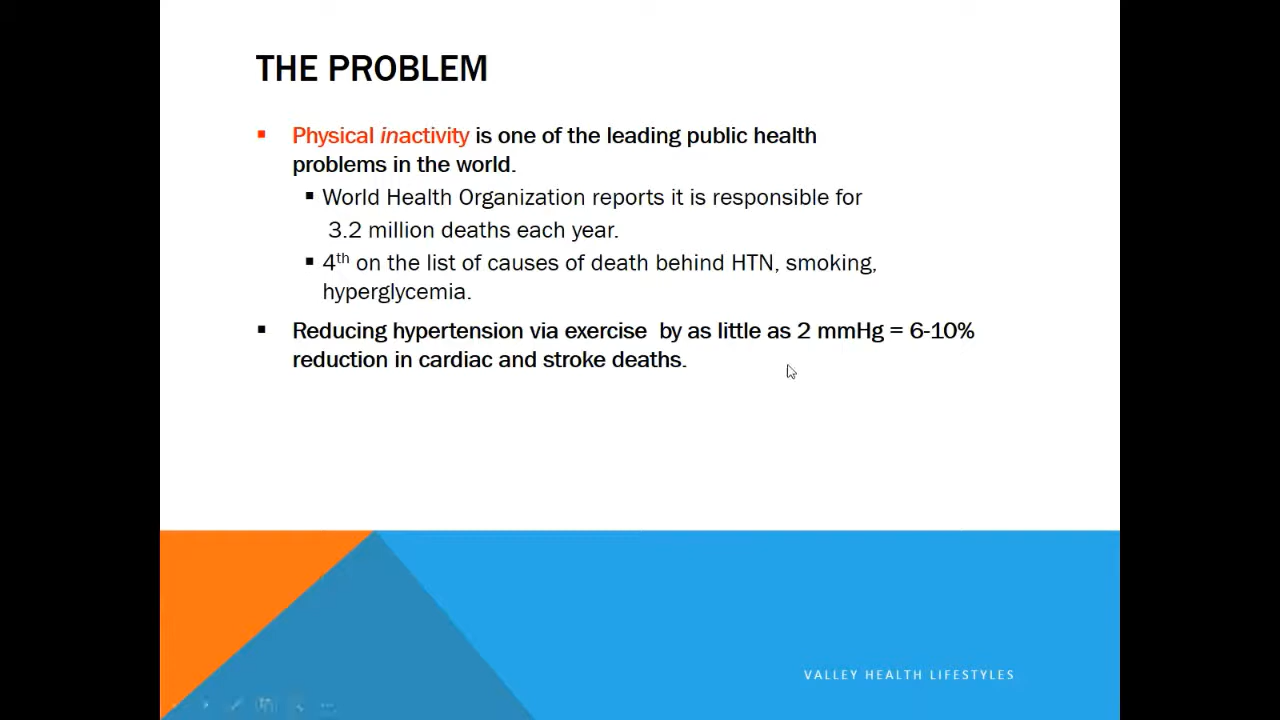 THE PROBLEM
▪ Physical inactivity is one of the leading public health
problems in the world.
▪ World Health Organization reports it is responsible for
3.2 million deaths each year.
▪ 4th on the list of causes of death behind HTN, smoking,
hyperglycemia.
▪ Reducing hypertension via exercise  by as little as 2 mmHg = 6-10%
reduction in cardiac and stroke deaths.
VALLEY HEALTH LIFESTYLES